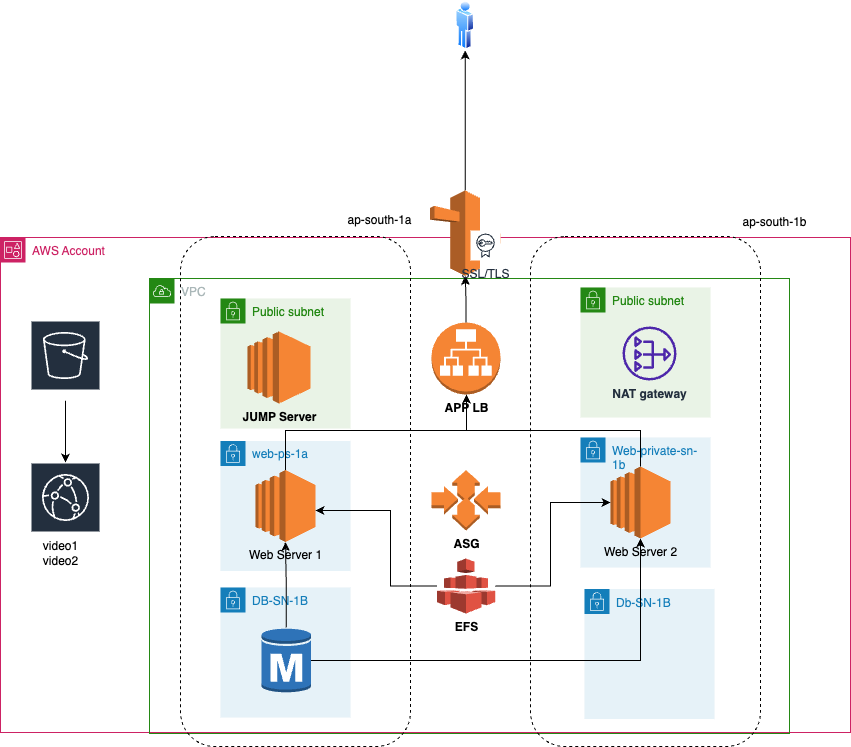 ap-south-1a
ap-south-1b
AWS Account
SSL/TLS
VPC
Public subnet
Public subnet
JUMP Server
APP LB
NAT gateway
web-ps-1a
Web-private-sn-
1b
Web Server 1
ASG
Web Server 2
video1
video2
DB-SN-1B
EFS
Db-SN-1B
M